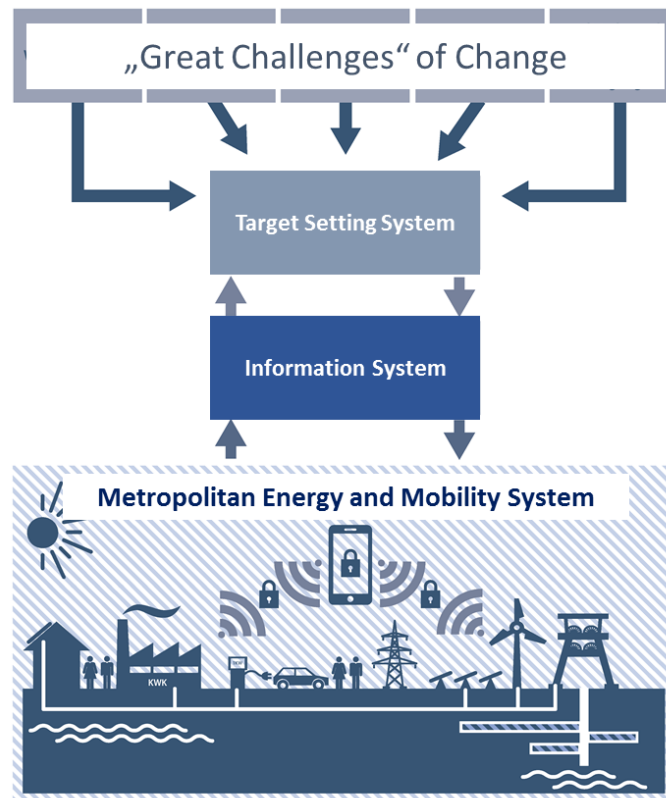 „Great Challenges“ of Change
Target Setting System
Information System
Metropolitan Energy and Mobility System
KWK